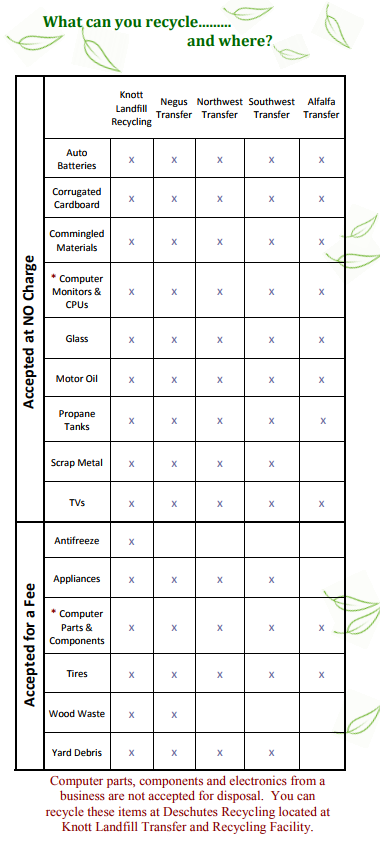 What can you recycle.........
and where?
Knott Landfill Recycling Negus Transfer Northwest Transfer Southwest Transfer Alfalfa Transfer
Accepted at NO Charge
Auto Batteries x x x x x
Corrugated Cardboard x x x x x
Commingled Materials x x x x x
* Computer Monitors & CPUs x x x x x
Glass x x x x x
Motor Oil x x x x x
Propane Tanks x x x x x
Scrap Metal x x x x
TVs x x x x x
Accepted for a Fee
Antifreeze x
Appliances x x x x
* Computer Parts & Components x x x x x
Tires x x x x x
Wood Waste x x
Yard Debris x x x x
Computer parts, components and electronics from a
business are not accepted for disposal.  You can
recycle these items at Deschutes Recycling located at
Knott Landfill Transfer and Recycling Facility.